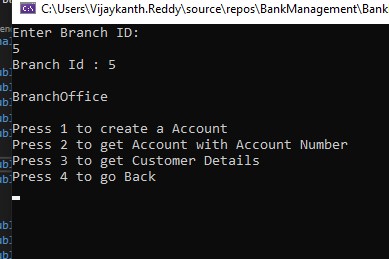 C:\Users\Vijaykanth.Reddy\source\repos\BankManagement\Bank
Enter Branch ID:
5
Branch Id : 5
BranchOffice
Press 1 to create a Account
Press 2 to get Account with Account Number
Press 3 to get Customer Details
Press 4 to go Back